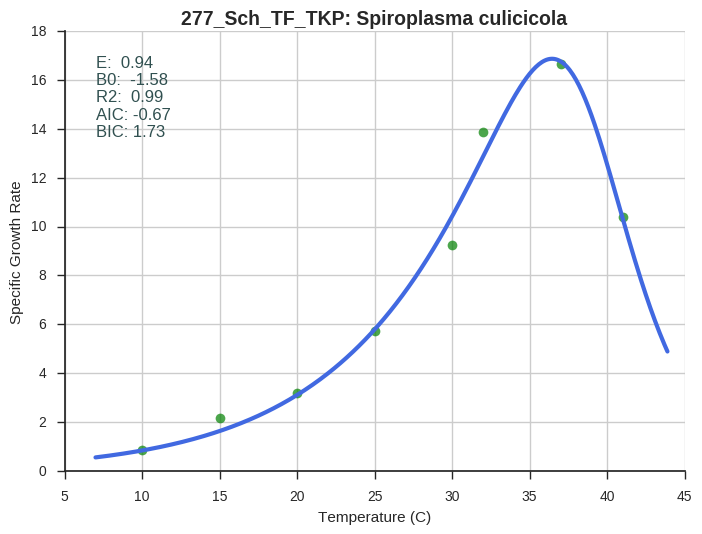 277_Sch_TF_TKP: Spiroplasma culicicola
E:  0.94
B0:  -1.58
R2:  0.99
AIC: -0.67
BIC: 1.73
Specific Growth Rate
18
16
14
12
10
8
6
4
2
0
5 10 15 20 25 30 35 40 45
Temperature (C)